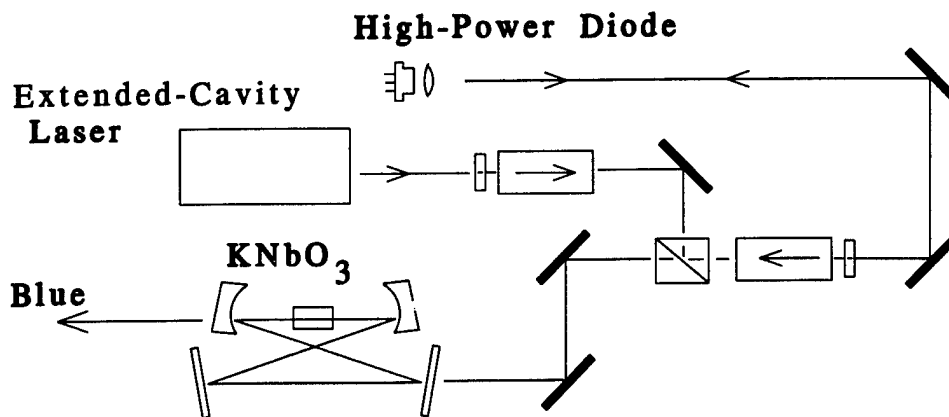 High-Power Diode
Extended-Cavity
Laser
KNbO3
Blue